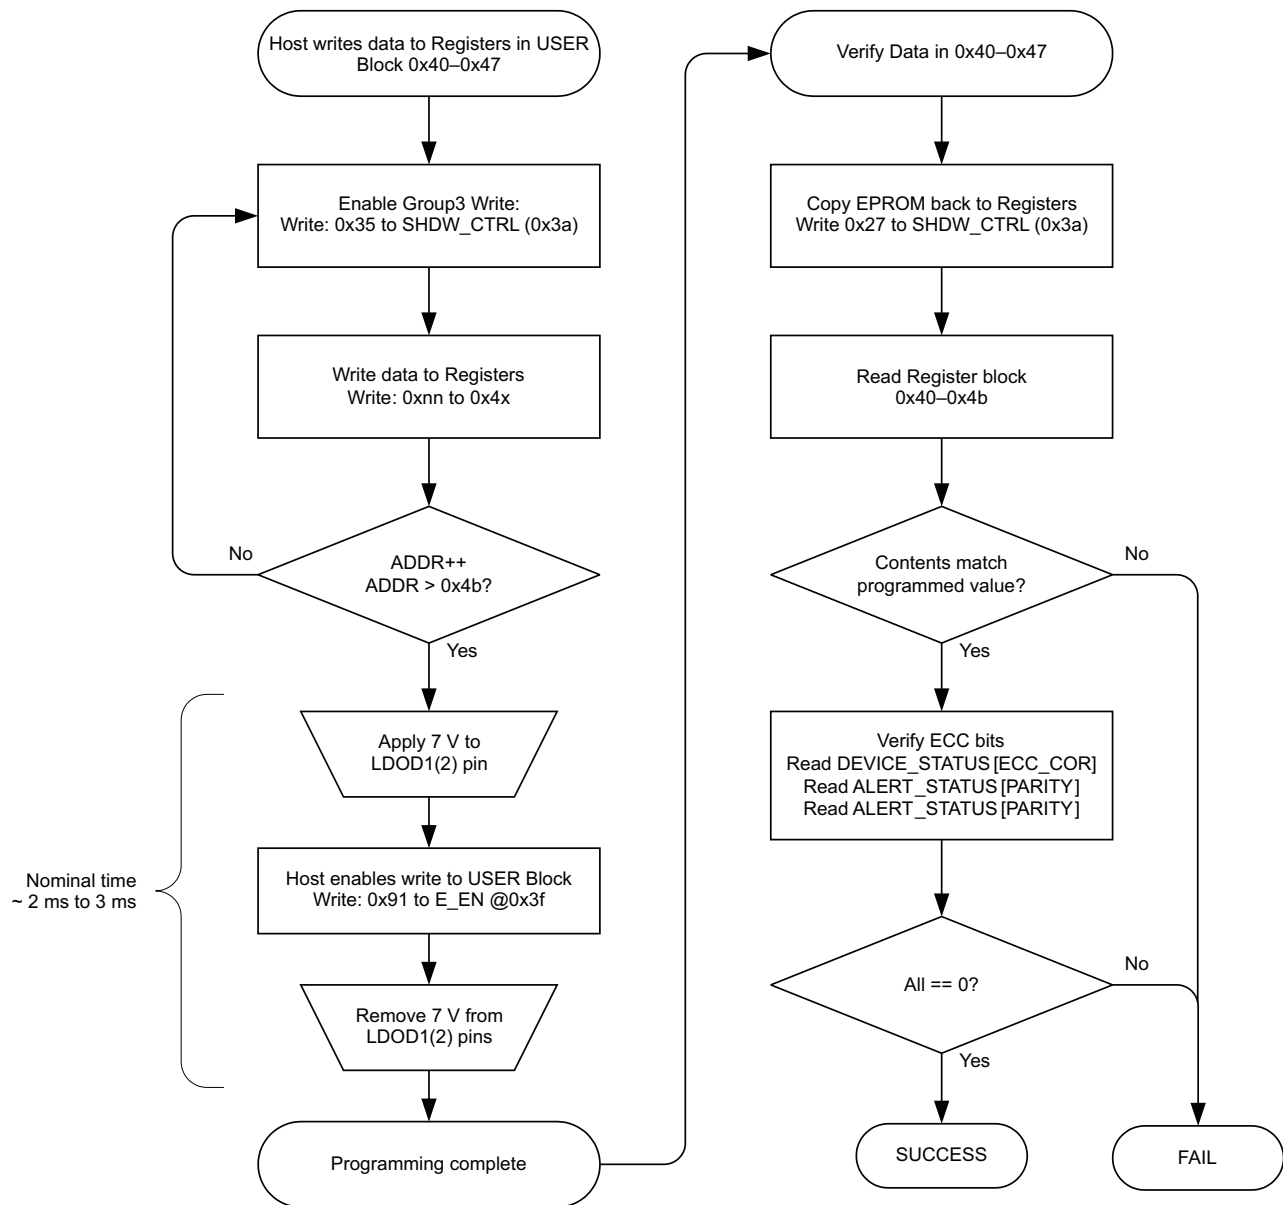 Host writes data to Registers in USER
Block 0x40–0x47
Enable Group3 Write:
Write: 0x35 to SHDW_CTRL (0x3a)
Write data to Registers
Write: 0xnn to 0x4x
No
ADDR++
ADDR > 0x4b?
Yes
Apply 7 V to
LDOD1(2) pin
Nominal time
~ 2 ms to 3 ms
Host enables write to USER Block
Write: 0x91 to E_EN @0x3f
Remove 7 V from
LDOD1(2) pins
Programming complete
Verify Data in 0x40–0x47
Copy EPROM back to Registers
Write 0x27 to SHDW_CTRL (0x3a)
Read Register block
0x40–0x4b
Contents match
programmed value?
No
Yes
Verify ECC bits
Read DEVICE_STATUS[ECC_COR]
Read ALERT_STATUS[PARITY]
Read ALERT_STATUS[PARITY]
All == 0?
No
Yes
SUCCESS
FAIL